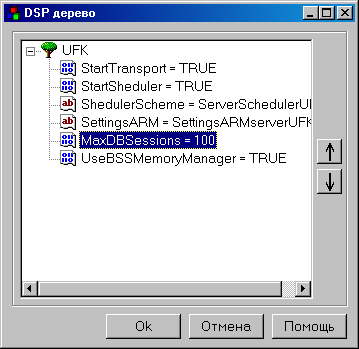 DSP дерево
UFK
StartTransport = TRUE
StartSheduler = TRUE
ShedulerScheme = ServerSchedulerUI
SettingsARM = SettingsARMserverUFK
MaxDBSessions = 100
UseBSSMemoryManager = TRUE
Ok
Отмена
Помощь